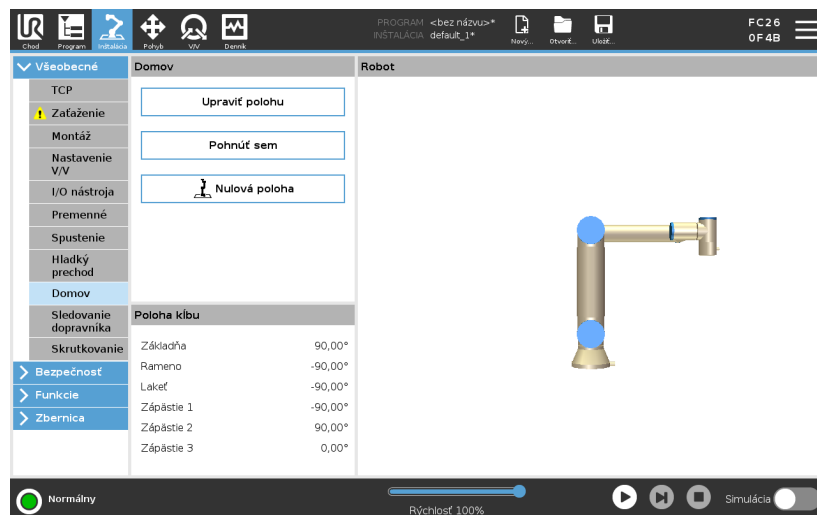 UR
PROGRAM <bez názvu>*
INŠTALÁCIA default_1*
FC26
0F4B
Chod Program Inštalácia Pohyb V/V Denník Nový... Otvoriť... Uložiť...
Všeobecné
Domov
Robot
TCP
Zaťaženie
Montáž
Nastavenie
V/V
I/O nástroja
Premenné
Spustenie
Hladký
prechod
Domov
Sledovanie
dopravníka
Skrutkovanie
Bezpečnosť
Funkcie
Zbernica
Upraviť polohu
Pohnúť sem
Nulová poloha
Poloha kĺbu
Základňa 90,00°
Rameno -90,00°
Lakeť -90,00°
Zápästie 1 -90,00°
Zápästie 2 90,00°
Zápästie 3 0,00°
Normálny
Rýchlosť 100%
Simulácia